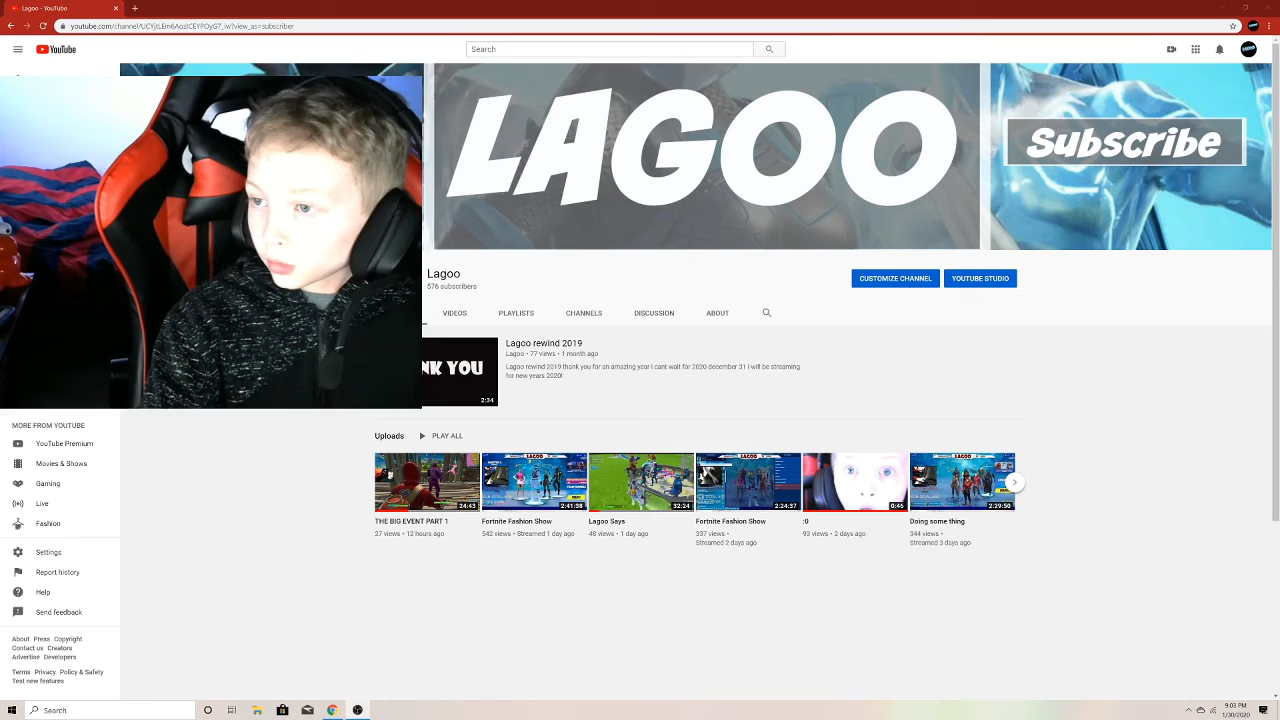 Lagoo - YouTube
youtube.com/channel/UCYjtLEm6AozICEYPOyG7_iw?view_as=subscriber
YouTube
Search
LAGOO
Subscribe
Lagoo
576 subscribers
CUSTOMIZE CHANNEL
YOUTUBE STUDIO
VIDEOS
PLAYLISTS
CHANNELS
DISCUSSION
ABOUT
NK YOU
2:34
Lagoo rewind 2019
Lagoo • 77 views • 1 month ago
Lagoo rewind 2019 thank you for an amazing year i cant wait for 2020 december 31 i will be streaming
for new years 2020!
MORE FROM YOUTUBE
YouTube Premium
Movies & Shows
Gaming
Live
Fashion
Settings
Report history
Help
Send feedback
About Press Copyright
Contact us Creators
Advertise Developers
Terms Privacy Policy & Safety
Test new features
Uploads
PLAY ALL
24:43
LAGOO
2:41:38
32:24
LAGOO
2:24:37
0:46
LAGOO
2:29:50
THE BIG EVENT PART 1
27 views • 12 hours ago
Fortnite Fashion Show
542 views • Streamed 1 day ago
Lagoo Says
48 views • 1 day ago
Fortnite Fashion Show
337 views •
Streamed 2 days ago
:0
93 views • 2 days ago
Doing some thing
344 views •
Streamed 3 days ago
Search
9:03 PM
1/30/2020